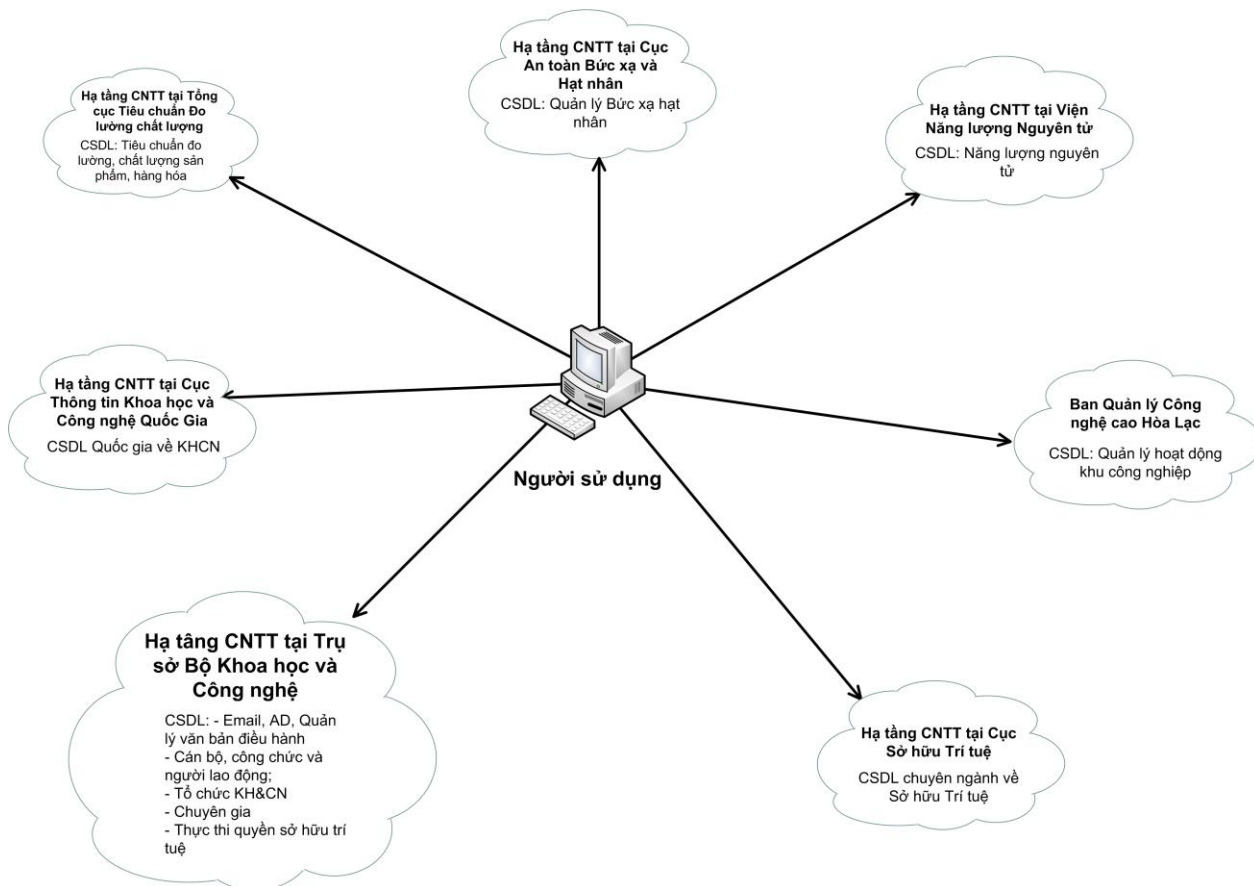 Hạ tầng CNTT tại Cục
An toàn Bức xạ và
Hạt nhân
CSDL: Quản lý Bức xạ hạt
nhân
Hạ tầng CNTT tại Tổng
cục Tiêu chuẩn Đo
lường chất lượng
CSDL: Tiêu chuẩn đo
lường, chất lượng sản
phẩm, hàng hóa
Hạ tầng CNTT tại Viện
Năng lượng Nguyên tử
CSDL: Năng lượng nguyên
tử
Hạ tầng CNTT tại Cục
Thông tin Khoa học và
Công nghệ Quốc Gia
CSDL Quốc gia về KHCN
Ban Quản lý Công
nghệ cao Hòa Lạc
CSDL: Quản lý hoạt dộng
khu công nghiệp
Người sử dụng
Hạ tâng CNTT tại Trụ
sở Bộ Khoa học và
Công nghệ
CSDL: - Email, AD, Quản
lý văn bản điều hành
- Cán bộ, công chức và
người lao động;
- Tổ chức KH&CN
- Chuyên gia
- Thực thi quyền sở hữu trí
tuệ
Hạ tầng CNTT tại Cục
Sở hữu Trí tuệ
CSDL chuyên ngành về
Sở hữu Trí tuệ